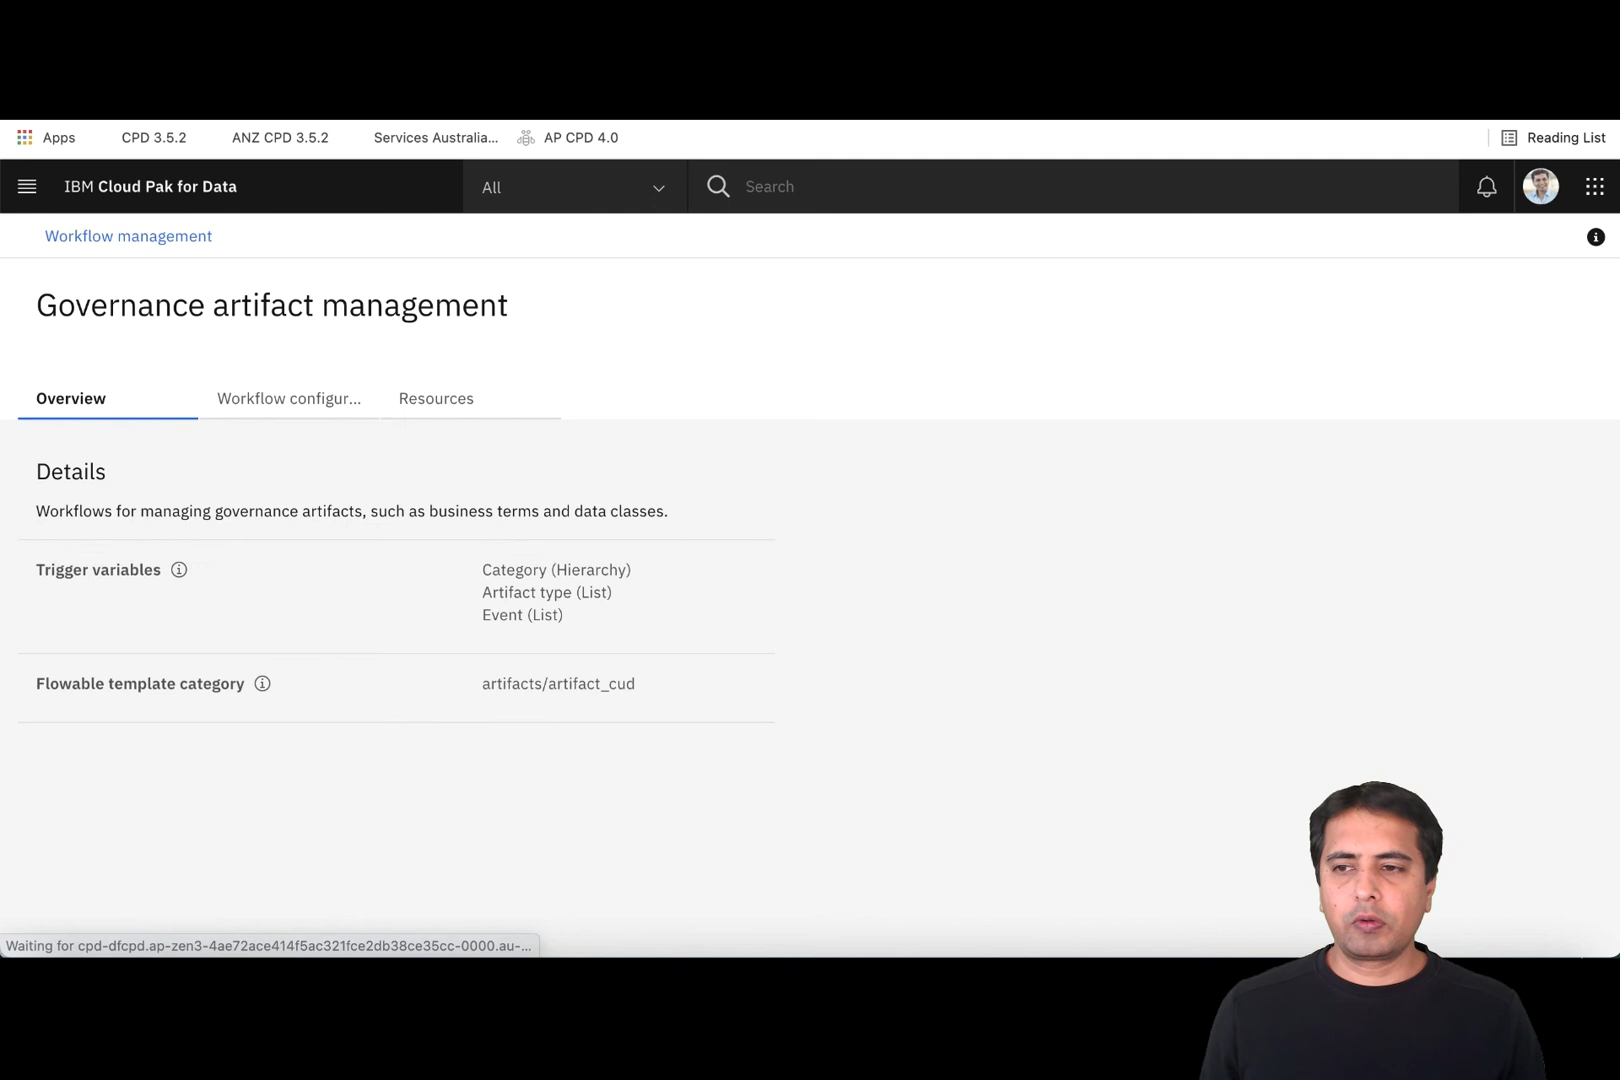 Apps CPD 3.5.2 ANZ CPD 3.5.2 Services Australia... AP CPD 4.0 Reading List
IBM Cloud Pak for Data All Search
Workflow management
Governance artifact management
Overview Workflow configur... Resources
Details
Workflows for managing governance artifacts, such as business terms and data classes.
Trigger variables Category (Hierarchy)
Artifact type (List)
Event (List)
Flowable template category artifacts/artifact_cud
Waiting for cpd-dfcpd.ap-zen3-4ae72ace414f5ac321fce2db38ce35cc-0000.au-...